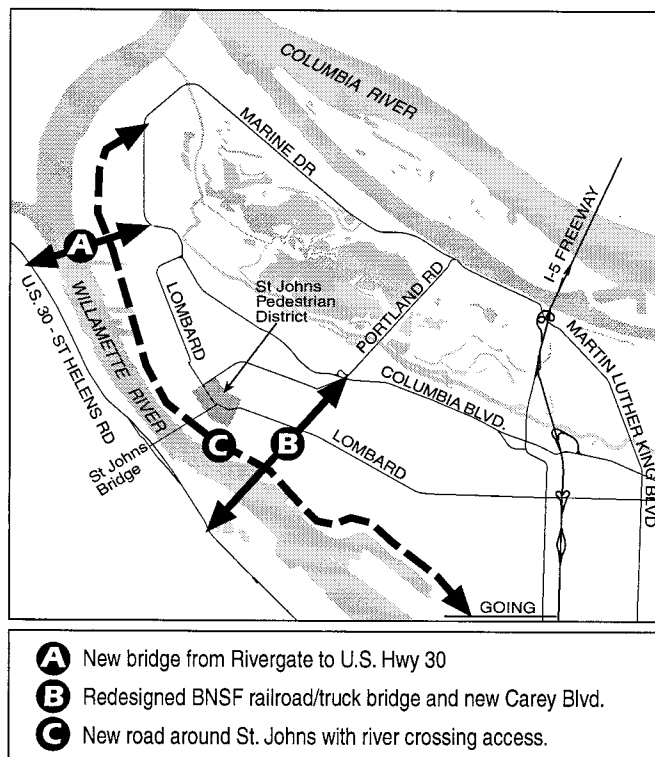 COLUMBIA RIVER
MARINE DR
I-5 FREEWAY
A
St Johns
Pedestrian
District
PORTLAND RD
U.S. 30 - ST HELENS RD
WILLAMETTE RIVER
LOMBARD
MARTIN LUTHER KING BLVD
COLUMBIA BLVD.
C
B
LOMBARD
St Johns
Bridge
GOING
A New bridge from Rivergate to U.S. Hwy 30
B Redesigned BNSF railroad/truck bridge and new Carey Blvd.
C New road around St. Johns with river crossing access.